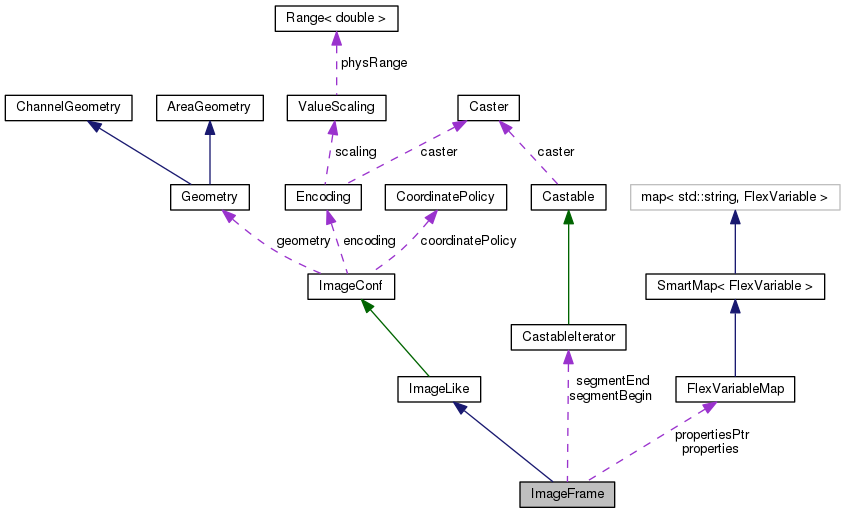 Range< double >
physRange
ChannelGeometry
AreaGeometry
ValueScaling
Caster
scaling
caster
caster
Geometry
Encoding
CoordinatePolicy
Castable
map< std::string, FlexVariable >
geometry
encoding
coordinatePolicy
ImageConf
SmartMap< FlexVariable >
CastableIterator
ImageLike
segmentEnd
segmentBegin
FlexVariableMap
propertiesPtr
properties
ImageFrame